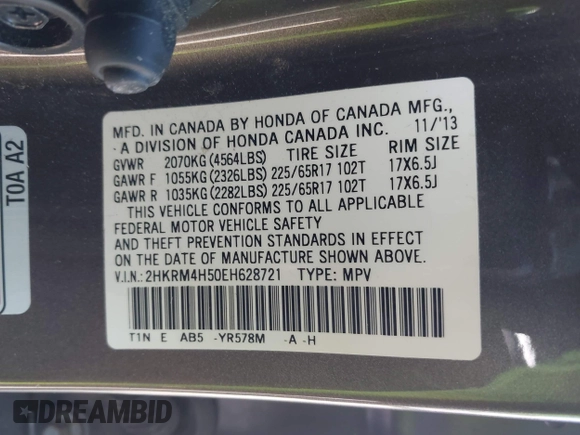 MFD. IN CANADA BY HONDA OF CANADA MFG.,
A DIVISION OF HONDA CANADA INC. 11/'13
GVWR 2070KG(4564LBS) TIRE SIZE RIM SIZE
GAWR F 1055KG(2326LBS) 225/65R17 102T 17X6.5J
GAWR R 1035KG(2282LBS) 225/65R17 102T 17X6.5J
THIS VEHICLE CONFORMS TO ALL APPLICABLE
FEDERAL MOTOR VEHICLE SAFETY
AND THEFT PREVENTION STANDARDS IN EFFECT
ON THE DATE OF MANUFACTURE SHOWN ABOVE.
V.I.N.: 2HKRM4H50EH628721 TYPE: MPV
T1N E AB5 -YR578M -A -H
T0A A2
DREAMBID